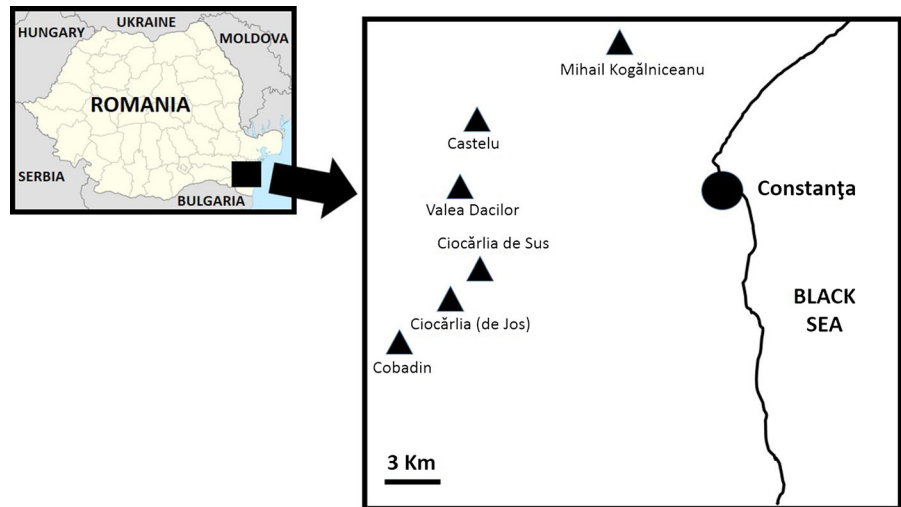 UKRAINE
HUNGARY
MOLDOVA
ROMANIA
SERBIA
BULGARIA
Mihail Kogălniceanu
Castelu
Constanţa
Valea Dacilor
Ciocărlia de Sus
BLACK
SEA
Ciocărlia (de Jos)
Cobadin
3 Km